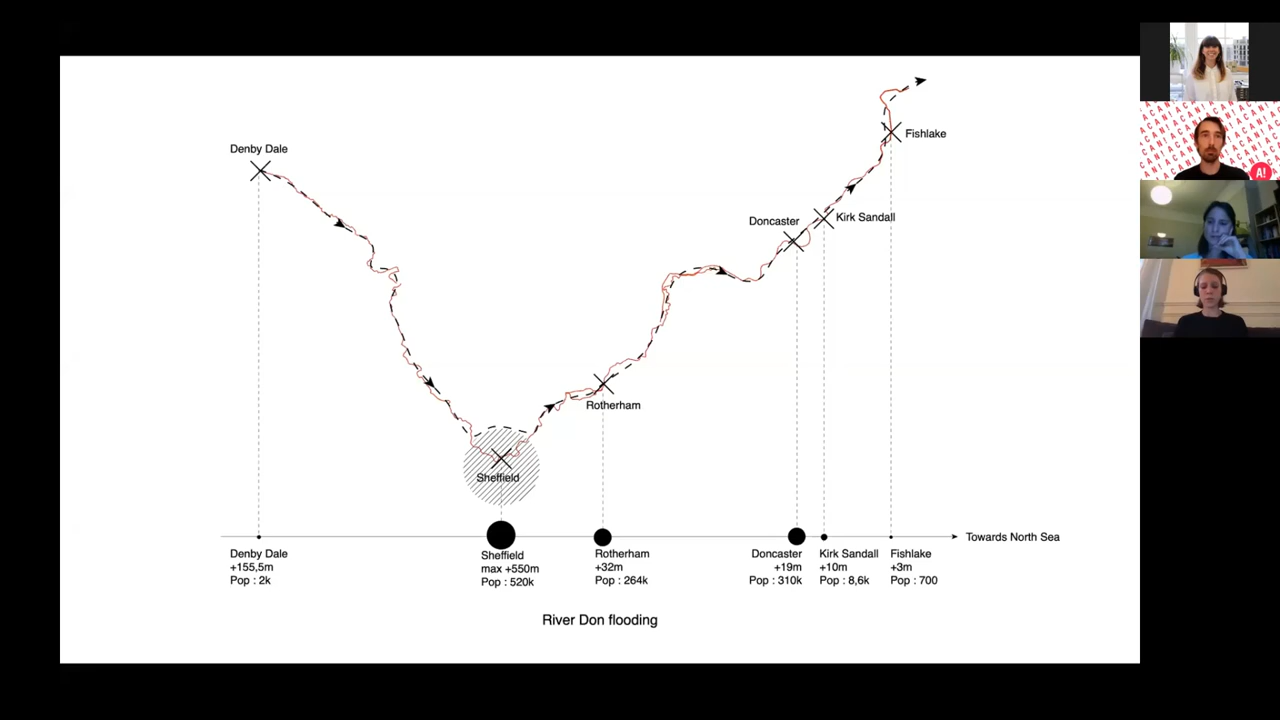 Denby Dale
Fishlake
Doncaster
Kirk Sandall
Rotherham
Sheffield
Towards North Sea
Denby Dale
+155,5m
Pop : 2k
Sheffield
max +550m
Pop : 520k
Rotherham
+32m
Pop : 264k
Doncaster
+19m
Pop : 310k
Kirk Sandall
+10m
Pop : 8,6k
Fishlake
+3m
Pop : 700
River Don flooding
A!